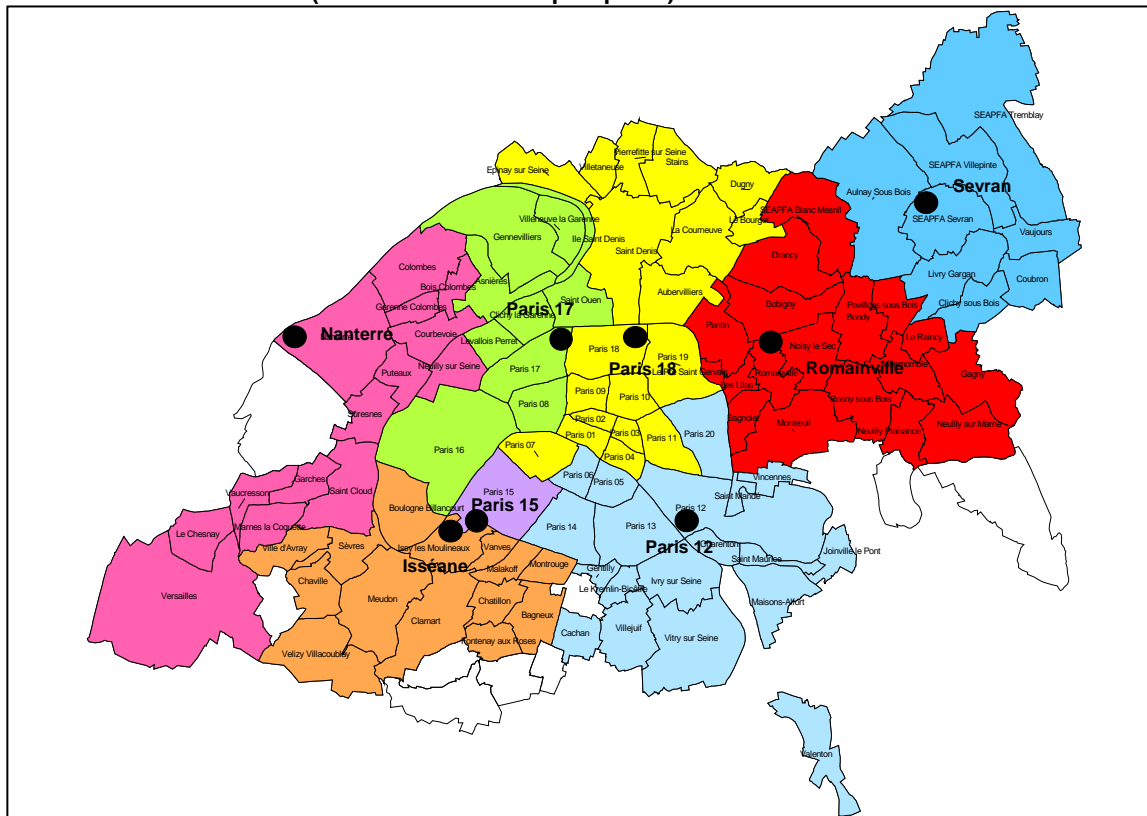 SEAPFA Tremblay
Pierrefitte sur Seine
Villetaneuse
Stains
Epinay sur Seine
SEAPFA Villepinte
Dugny
Aulnay Sous Bois
Sevran
SEAPFA Blanc Mesnil
Villeneuve la Garenne
Le Bourget
SEAPFA Sevran
La Courneuve
Vaujours
Gennevilliers
Ile Saint Denis
Saint Denis
Drancy
Colombes
Livry Gargan
Coubron
Asnières
Bois Colombes
Aubervilliers
Saint Ouen
Clichy sous Bois
Garenne Colombes
Paris 17
Bobigny
Pavillons sous Bois
Clichy la Garenne
Nanterre
Courbevoie
Pantin
Bondy
Le Raincy
Levallois Perret
Paris 18
Noisy le Sec
Paris 19
Neuilly sur Seine
Puteaux
Paris 17
Paris 18
Le Pré Saint Gervais
Romainville
Romainville
Gagny
Les Lilas
Paris 09
Paris 10
Paris 08
Rosny sous Bois
Suresnes
Bagnolet
Montreuil
Neuilly sur Marne
Paris 02
Paris 01
Paris 03
Paris 11
Paris 20
Neuilly Plaisance
Paris 16
Paris 07
Paris 04
Garches
Saint Cloud
Paris 06
Paris 05
Vincennes
Vaucresson
Paris 15
Saint Mandé
Paris 15
Boulogne Billancourt
Paris 12
Marnes la Coquette
Le Chesnay
Paris 14
Paris 13
Issy les Moulineaux
Vanves
Paris 12
Charenton
Ville d'Avray
Sèvres
Saint Maurice
Joinville le Pont
Isséane
Malakoff
Montrouge
Gentilly
Versailles
Chaville
Le Kremlin-Bicêtre
Ivry sur Seine
Meudon
Chatillon
Maisons-Alfort
Clamart
Bagneux
Cachan
Villejuif
Vitry sur Seine
Fontenay aux Roses
Velizy Villacoublay
Valenton